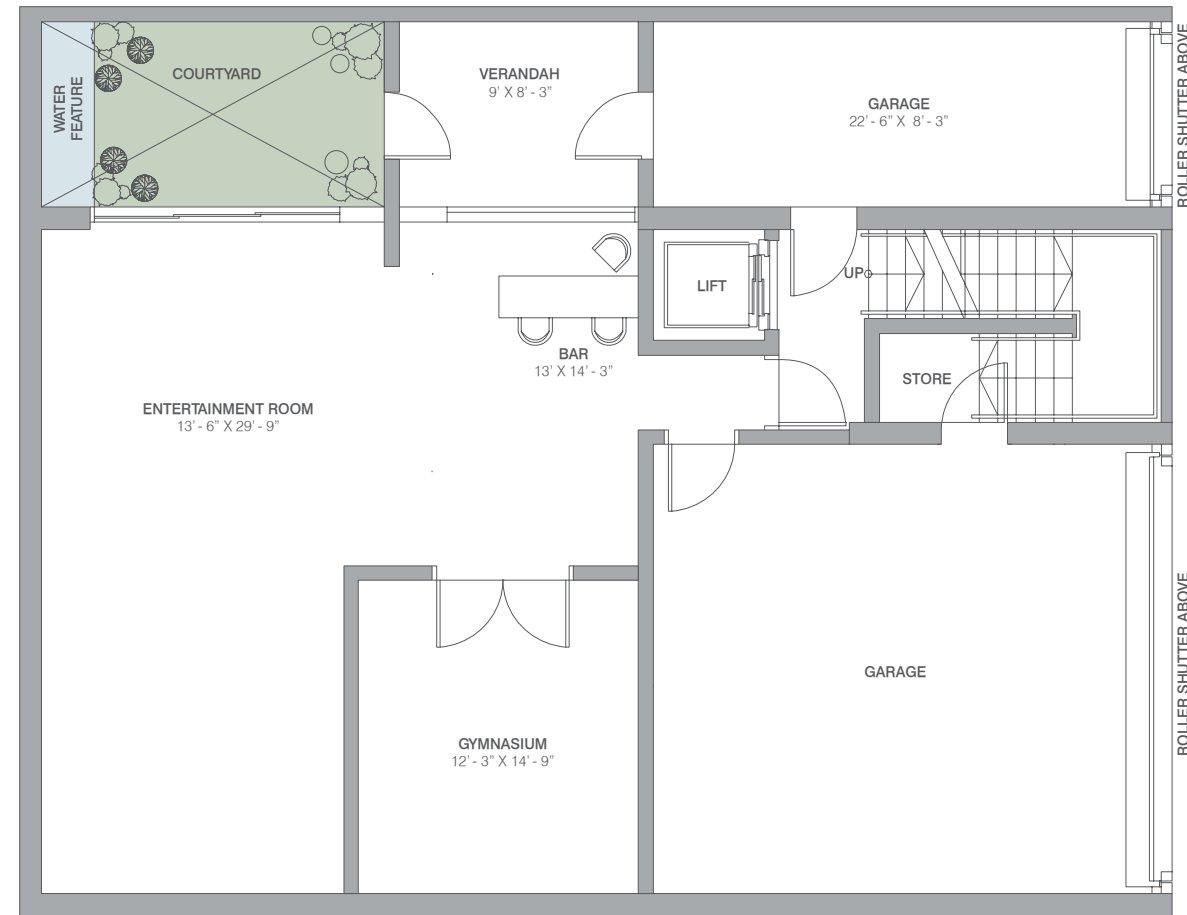 WATER
FEATURE
COURTYARD
VERANDAH
9' X 8' - 3”
GARAGE
22' - 6” X 8' - 3”
ROLLER SHUTTER ABOVE
LIFT
UP
BAR
13' X 14' - 3”
STORE
ENTERTAINMENT ROOM
13' - 6” X 29' - 9”
GARAGE
ROLLER SHUTTER ABOVE
GYMNASIUM
12' - 3” X 14' - 9”